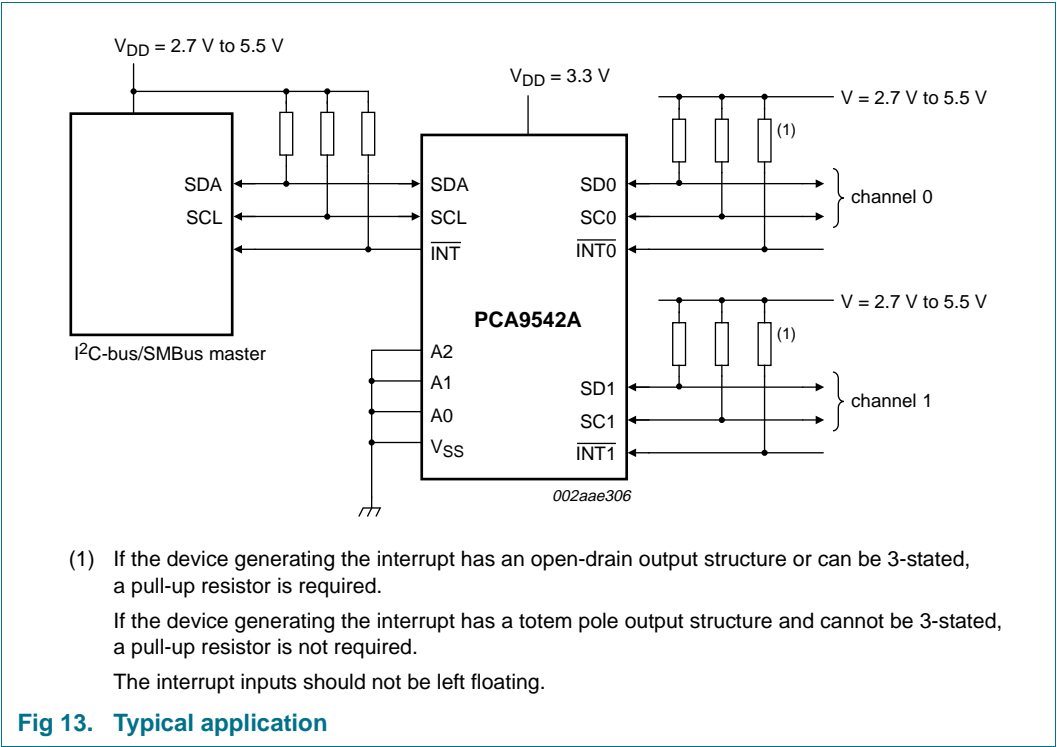 VDD = 2.7 V to 5.5 V
VDD = 3.3 V
V = 2.7 V to 5.5 V
(1)
SDA
SCL
SDA
SCL
INT
SD0
SC0
INT0
channel 0
V = 2.7 V to 5.5 V
(1)
PCA9542A
I2C-bus/SMBus master
A2
A1
A0
VSS
SD1
SC1
INT1
channel 1
002aae306
(1) If the device generating the interrupt has an open-drain output structure or can be 3-stated,
a pull-up resistor is required.
If the device generating the interrupt has a totem pole output structure and cannot be 3-stated,
a pull-up resistor is not required.
The interrupt inputs should not be left floating.
Fig 13. Typical application